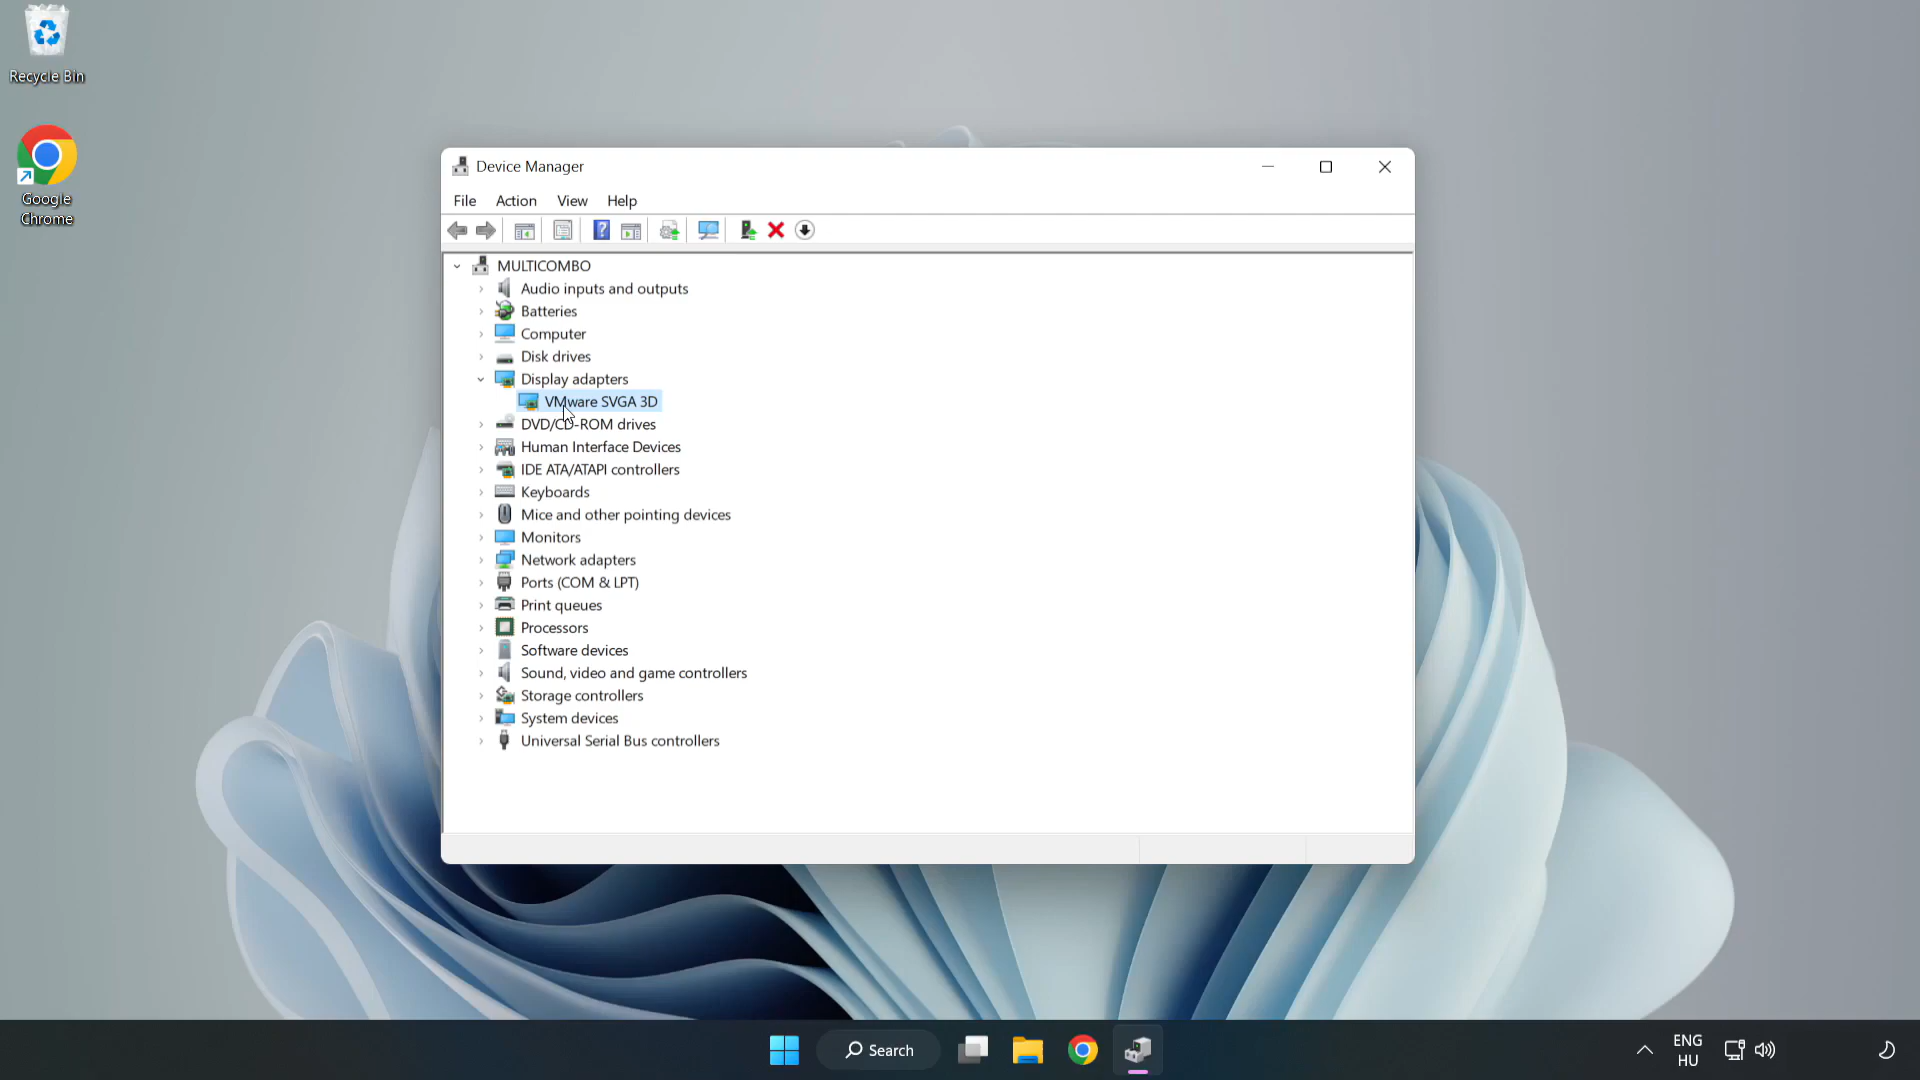 Recycle Bin
Google
Chrome
Device Manager
File Action View Help
MULTICOMBO
Audio inputs and outputs
Batteries
Computer
Disk drives
Display adapters
VMware SVGA 3D
DVD/CD-ROM drives
Human Interface Devices
IDE ATA/ATAPI controllers
Keyboards
Mice and other pointing devices
Monitors
Network adapters
Ports (COM & LPT)
Print queues
Processors
Software devices
Sound, video and game controllers
Storage controllers
System devices
Universal Serial Bus controllers
Search
ENG
HU